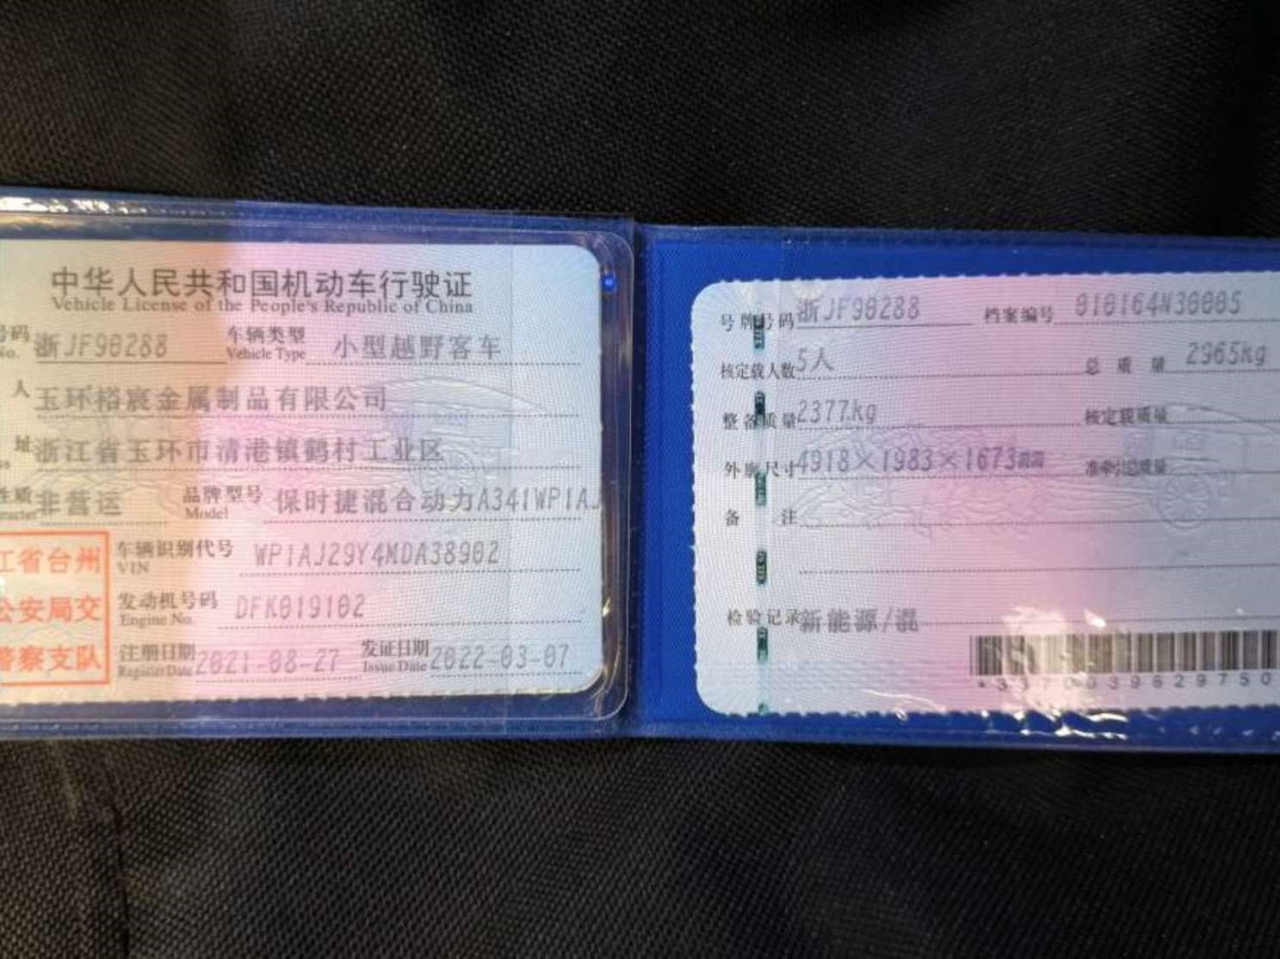 中华人民共和国机动车行驶证
Vehicle License of the People's Republic of China
号码 浙JF90288 车辆类型 小型越野客车
No. Vehicle Type
人 玉环裕宸金属制品有限公司
址 浙江省玉环市清港镇鹤村工业区
性质 非营运 品牌型号 保时捷混合动力A341WP1AJ
Model
江省台州
公安局交
警察支队
车辆识别代号 WP1AJ29Y4MDA38902
VIN
发动机号码 DFK019102
Engine No.
注册日期 2021-08-27 发证日期 2022-03-07
Register Date Issue Date
号牌号码 浙JF90288 档案编号 010164N30005
核定载人数 5人 总质量 2965kg
整备质量 2377kg 核定载质量
外廓尺寸 4918×1983×1673 准牵引总质量
备注
检验记录 新能源/混
*3370039629750